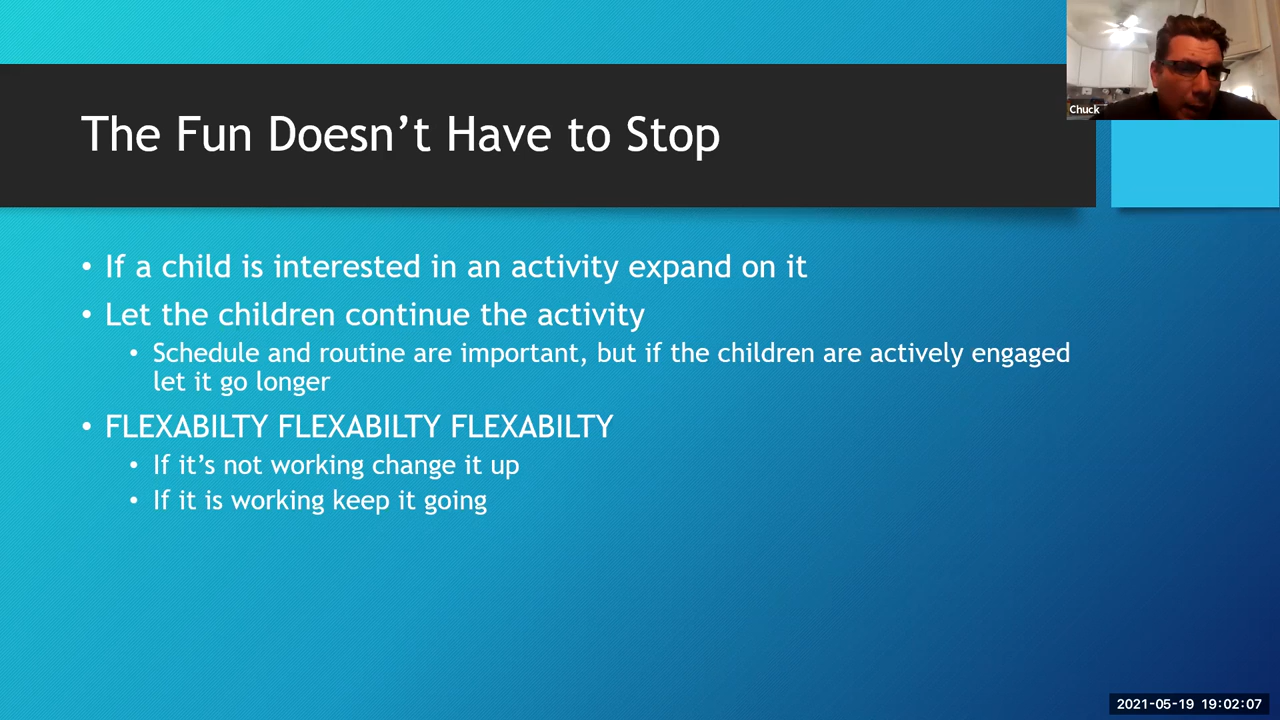 The Fun Doesn't Have to Stop
Chuck
• If a child is interested in an activity expand on it
• Let the children continue the activity
• Schedule and routine are important, but if the children are actively engaged
let it go longer
• FLEXABILTY FLEXABILTY FLEXABILTY
• If it's not working change it up
• If it is working keep it going
2021-05-19 19:02:07